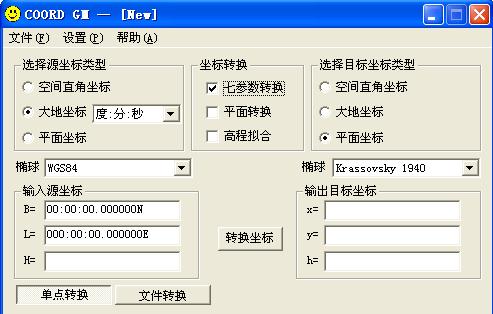 COORD GM — [New]
文件(F) 设置(P) 帮助(A)
选择源坐标类型 坐标转换 选择目标坐标类型
空间直角坐标 七参数转换 空间直角坐标
大地坐标 度:分:秒 平面转换 大地坐标
平面坐标 高程拟合 平面坐标
椭球 WGS84 椭球 Krassovsky 1940
输入源坐标 输出目标坐标
B= 00:00:00.000000N x=
L= 000:00:00.000000E 转换坐标 y=
H= h=
单点转换 文件转换